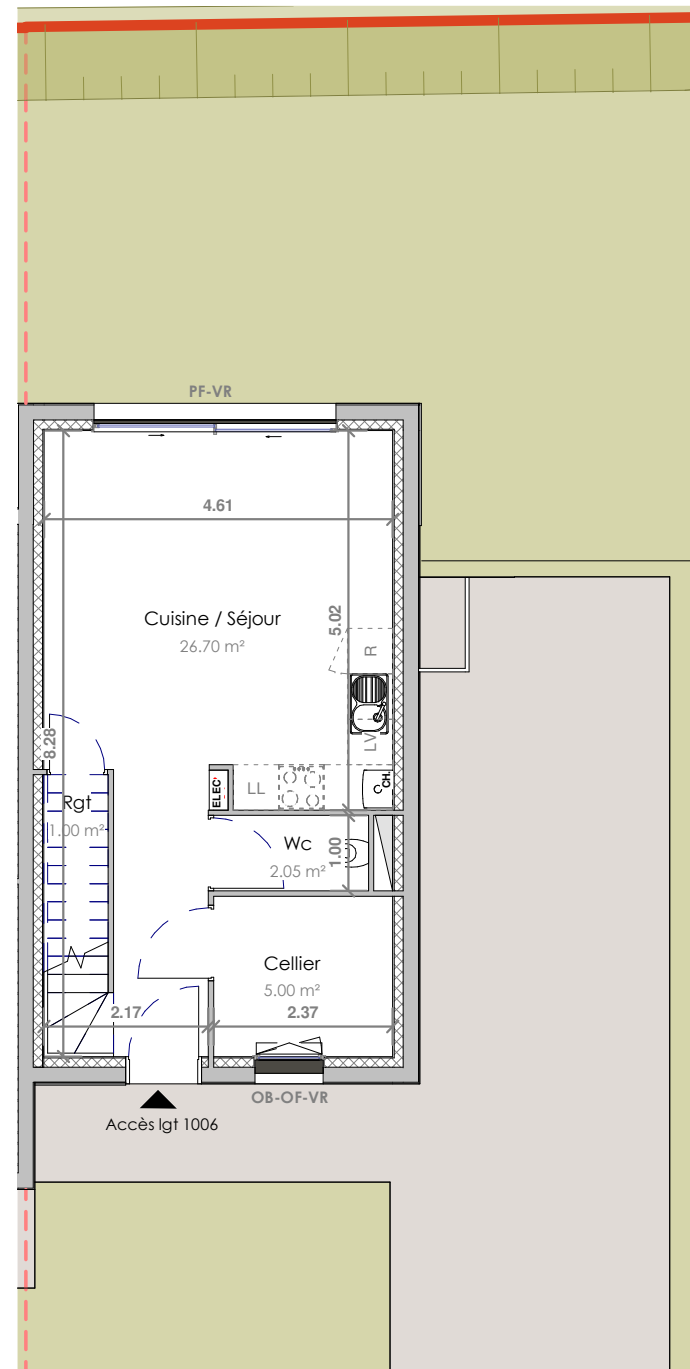 PF-VR
4.61
Cuisine / Séjour
26.70 m²
5.02
R
8.28
LV
LL
ELEC
CH.
Rgt
1.00 m²
Wc
1.00
2.05 m²
Cellier
5.00 m²
2.17
2.37
OB-OF-VR
Accès lgt 1006